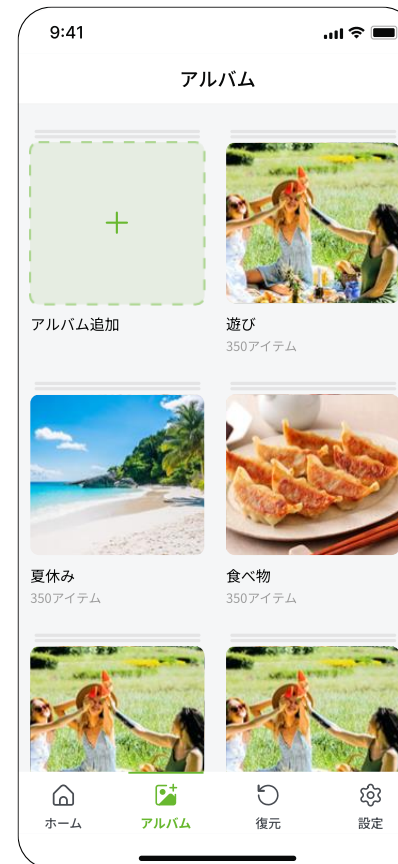 9:41
アルバム
アルバム追加
遊び
350アイテム
夏休み
350アイテム
食べ物
350アイテム
ホーム
アルバム
復元
設定